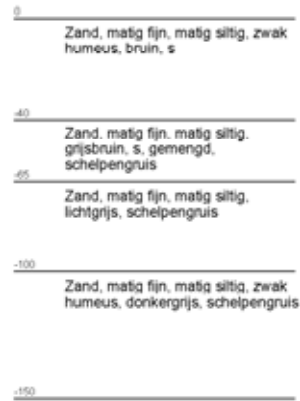 0
Zand, matig fijn, matig siltig, zwak
humeus, bruin, s
-40
Zand. matig fijn. matig siltig.
grijsbruin, s, gemengd,
schelpengruis
-65
Zand, matig fijn, matig siltig,
lichtgrijs, schelpengruis
-100
Zand, matig fijn, matig siltig, zwak
humeus, donkergrijs, schelpengruis
-150